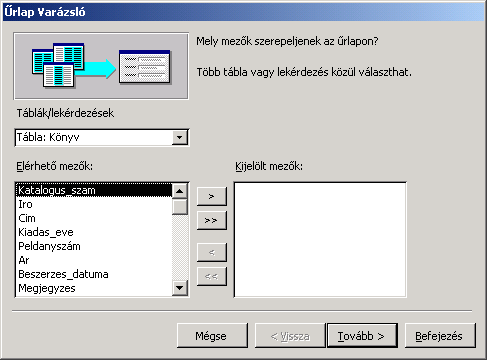 Űrlap Varázsló
Mely mezők szerepeljenek az űrlapon?
Több tábla vagy lekérdezés közül választhat.
Táblák/lekérdezések
Tábla: Könyv
Elérhető mezők:
Kijelölt mezők:
Katalogus_szam
Iro
Cim
Kiadas_eve
Peldanyszám
Ar
Beszerzes_datuma
Megjegyzes
>
>>
<
<<
Mégse
< Vissza
Tovább >
Befejezés